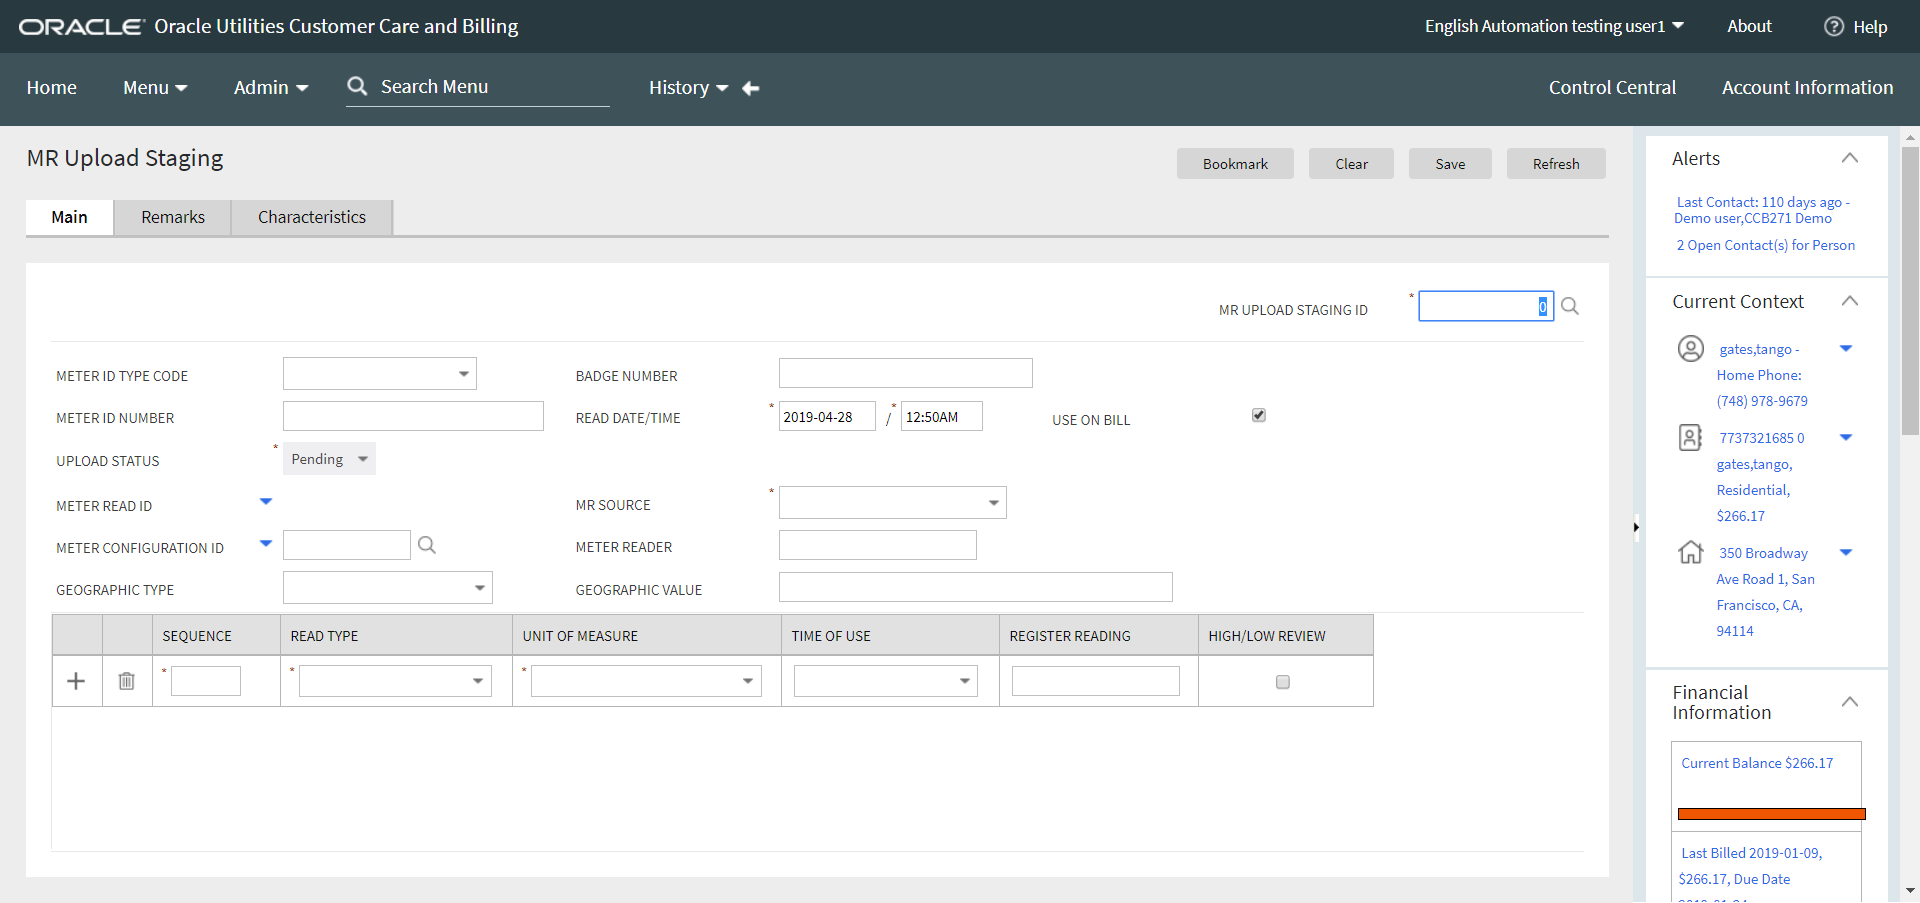 ORACLE Oracle Utilities Customer Care and Billing
English Automation testing user1
About
? Help
Home
Menu
Admin
Search Menu
History
Control Central
Account Information
MR Upload Staging
Bookmark
Clear
Save
Refresh
Main
Remarks
Characteristics
MR UPLOAD STAGING ID * 0
METER ID TYPE CODE
BADGE NUMBER
METER ID NUMBER
READ DATE/TIME * 2019-04-28 / * 12:50AM
USE ON BILL
UPLOAD STATUS * Pending
METER READ ID
MR SOURCE *
METER CONFIGURATION ID
METER READER
GEOGRAPHIC TYPE
GEOGRAPHIC VALUE
SEQUENCE READ TYPE UNIT OF MEASURE TIME OF USE REGISTER READING HIGH/LOW REVIEW
* * *
Alerts
Last Contact: 110 days ago -
Demo user,CCB271 Demo
2 Open Contact(s) for Person
Current Context
gates,tango -
Home Phone:
(748) 978-9679
7737321685 0
gates,tango,
Residential,
$266.17
350 Broadway
Ave Road 1, San
Francisco, CA,
94114
Financial
Information
Current Balance $266.17
Last Billed 2019-01-09,
$266.17, Due Date